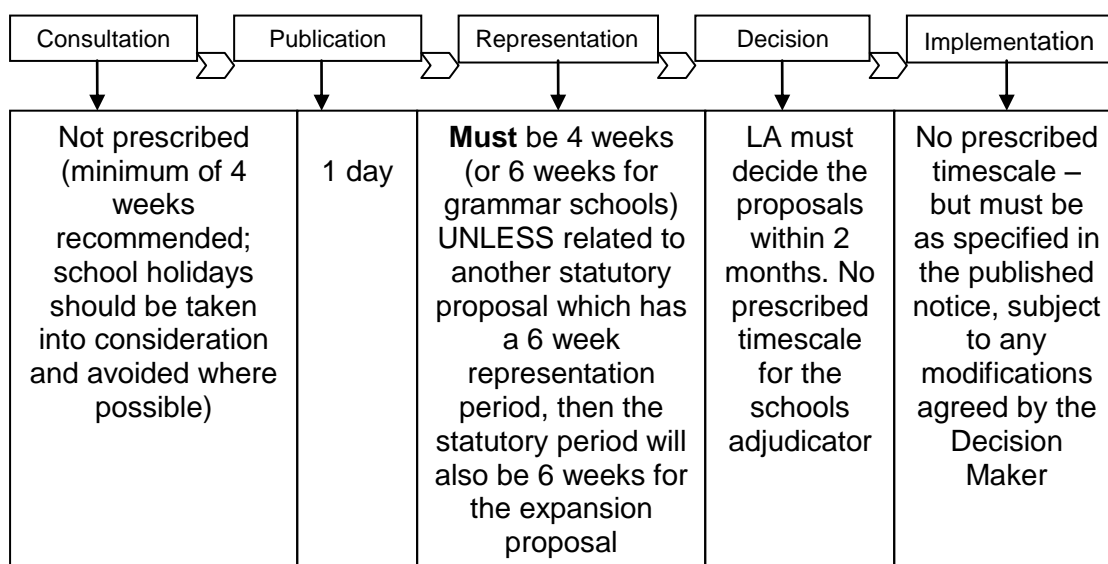 Consultation
Publication
Representation
Decision
Implementation
Not prescribed
(minimum of 4
weeks
recommended;
school holidays
should be taken
into consideration
and avoided where
possible)
1 day
Must be 4 weeks
(or 6 weeks for
grammar schools)
UNLESS related to
another statutory
proposal which has
a 6 week
representation
period, then the
statutory period will
also be 6 weeks for
the expansion
proposal
LA must
decide the
proposals
within 2
months. No
prescribed
timescale
for the
schools
adjudicator
No prescribed
timescale –
but must be
as specified in
the published
notice, subject
to any
modifications
agreed by the
Decision
Maker